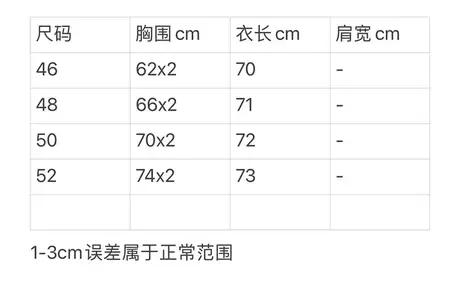 尺码 胸围cm 衣长cm 肩宽cm
46 62x2 70 -
48 66x2 71 -
50 70x2 72 -
52 74x2 73 -
1-3cm误差属于正常范围